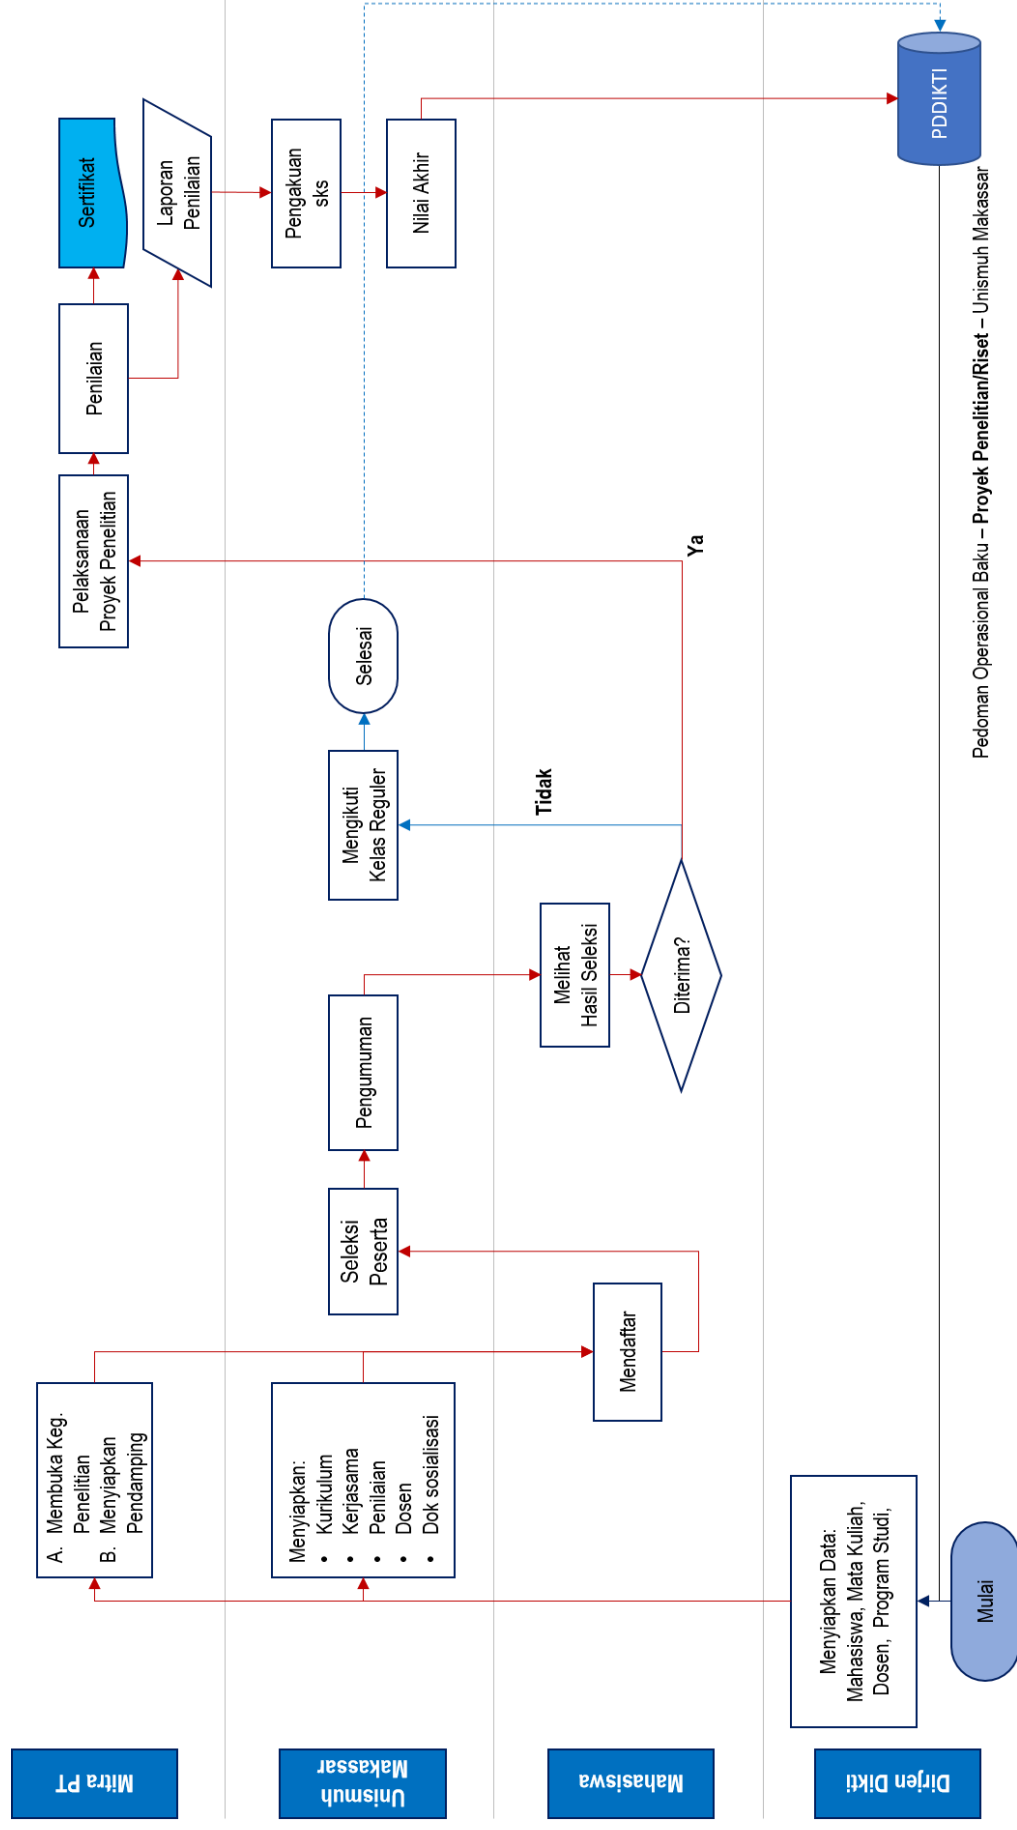 Mitra PT
A. Membuka Keg.
Penelitian
B. Menyiapkan
Pendamping
Pelaksanaan
Proyek Penelitian
Penilaian
Sertifikat
Laporan
Penilaian
Unismuh
Makassar
Menyiapkan:
• Kurikulum
• Kerjasama
• Penilaian
• Dosen
• Dok sosialisasi
Seleksi
Peserta
Pengumuman
Mengikuti
Kelas Reguler
Selesai
Pengakuan
sks
Nilai Akhir
Mahasiswa
Mendaftar
Melihat
Hasil Seleksi
Diterima?
Tidak
Ya
Dirjen Dikti
Menyiapkan Data:
Mahasiswa, Mata Kuliah,
Dosen, Program Studi,
Mulai
PDDIKTI
Pedoman Operasional Baku – Proyek Penelitian/Riset – Unismuh Makassar